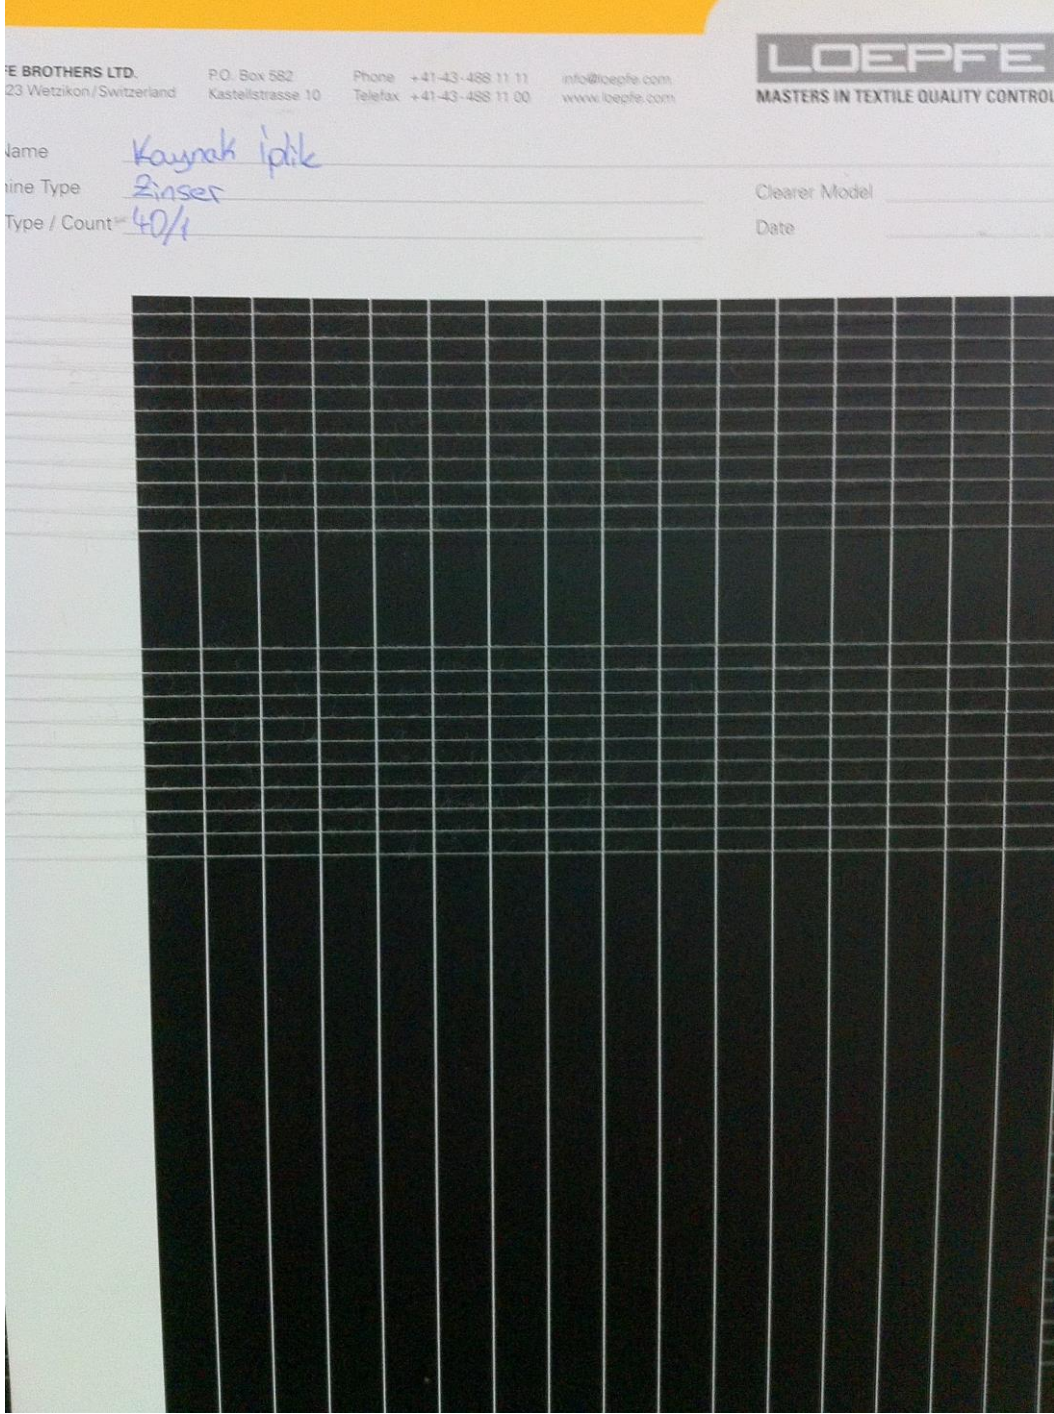 LOEPFE
MASTERS IN TEXTILE QUALITY CONTROL
FE BROTHERS LTD.
23 Wetzikon/Switzerland
P.O. Box 582
Kastellstrasse 10
Phone +41-43-488 11 11
Telefax +41-43-488 11 00
info@loepfe.com
www.loepfe.com
Name Kaynak İplik
ine Type Zinser
Type / Count 40/1
Clearer Model
Date